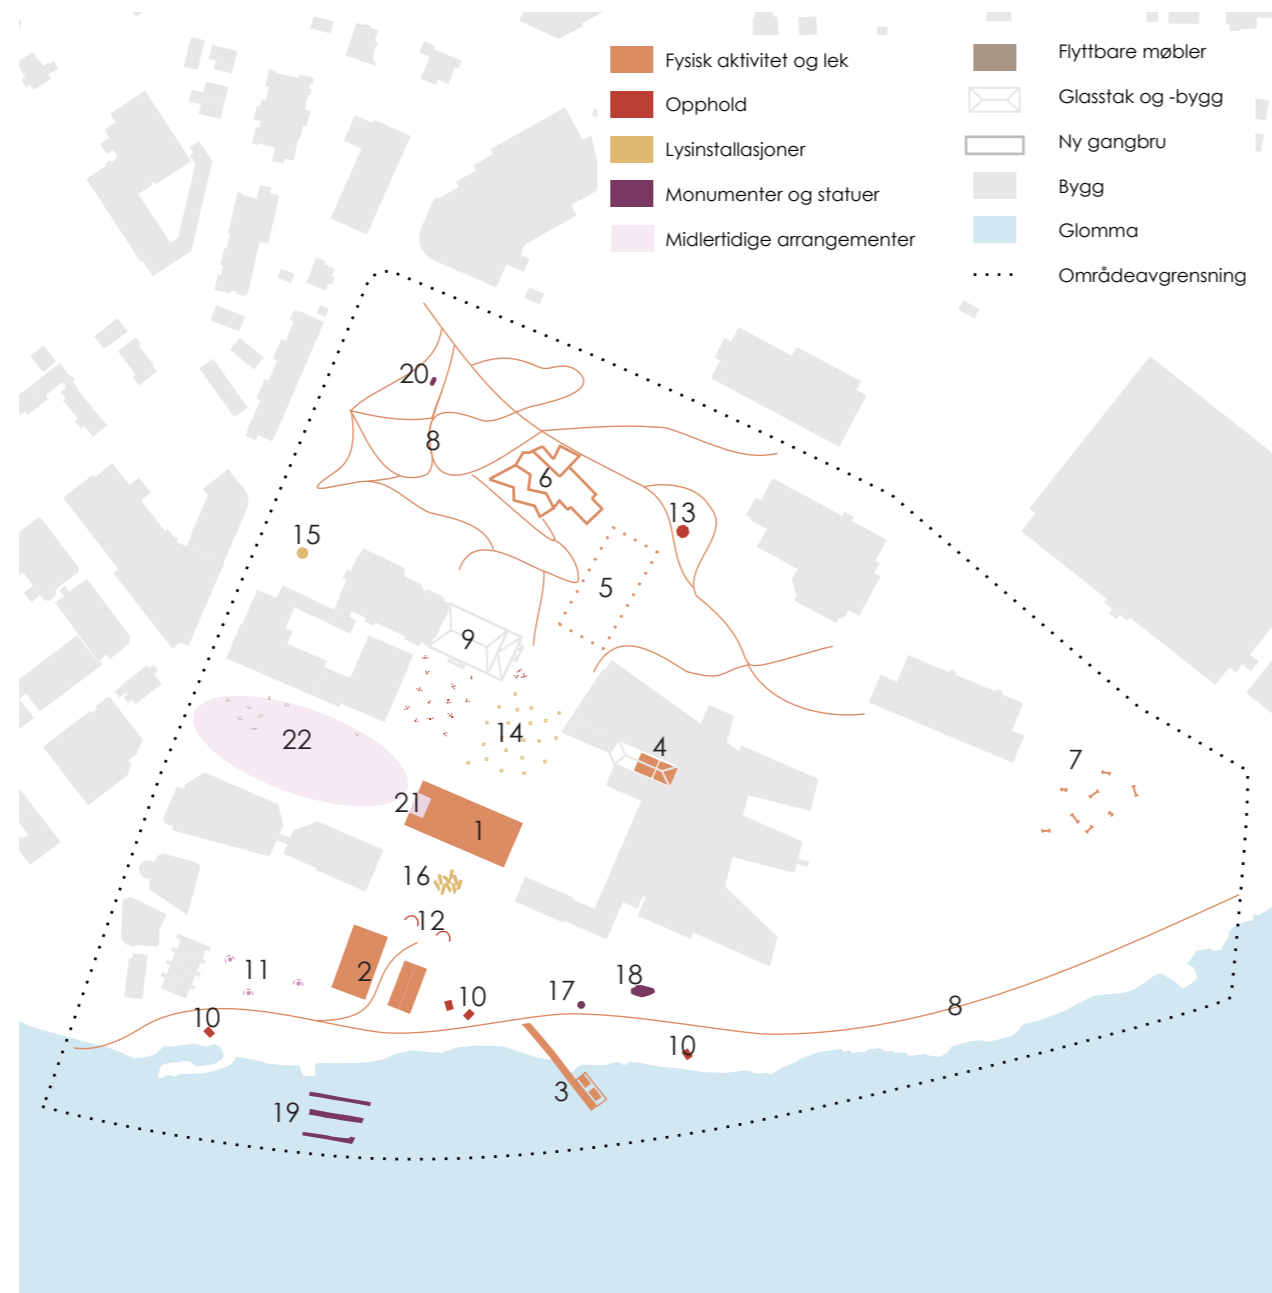 Fysisk aktivitet og lek
Opphold
Lysinstallasjoner
Monumenter og statuer
Midlertidige arrangementer
Flyttbare møbler
Glasstak og -bygg
Ny gangbru
Bygg
Glomma
Områdeavgrensning
20
8
6
13
15
5
9
14
22
4
7
21
1
16
12
2
11
18
17
10
10
8
10
3
19